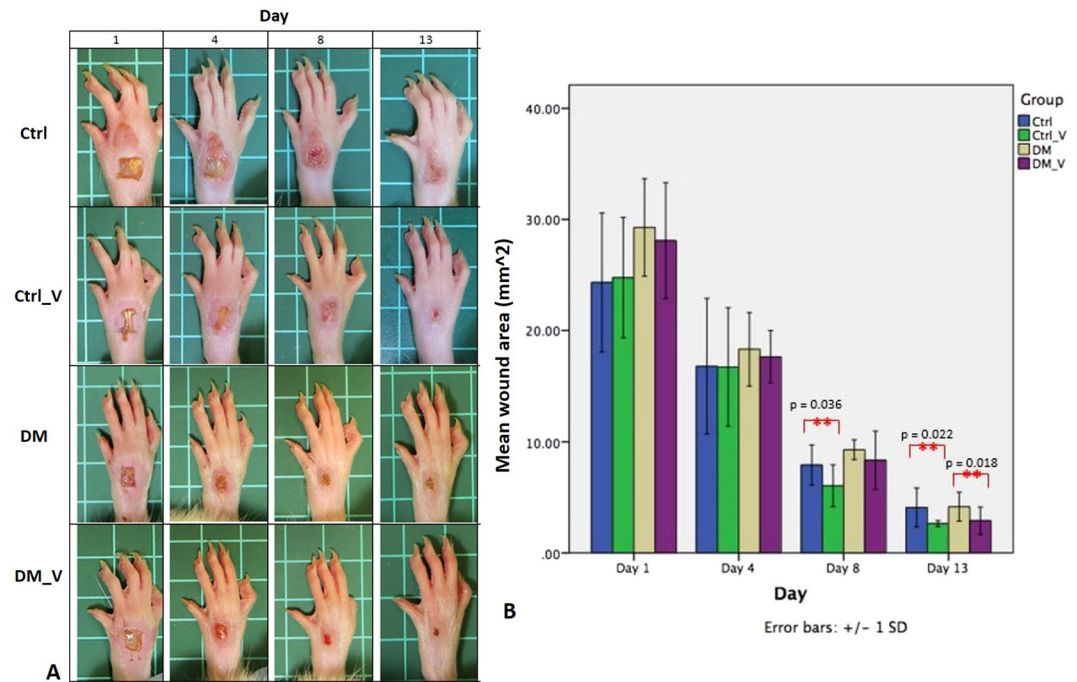 Day
1 4 8 13
Ctrl
Ctrl_V
DM
DM_V
A
Mean wound area (mm^2)
40.00
30.00
20.00
10.00
.00
p = 0.036
**
p = 0.022
**
p = 0.018
**
Day 1 Day 4 Day 8 Day 13
Day
Error bars: +/- 1 SD
B
Group
Ctrl
Ctrl_V
DM
DM_V